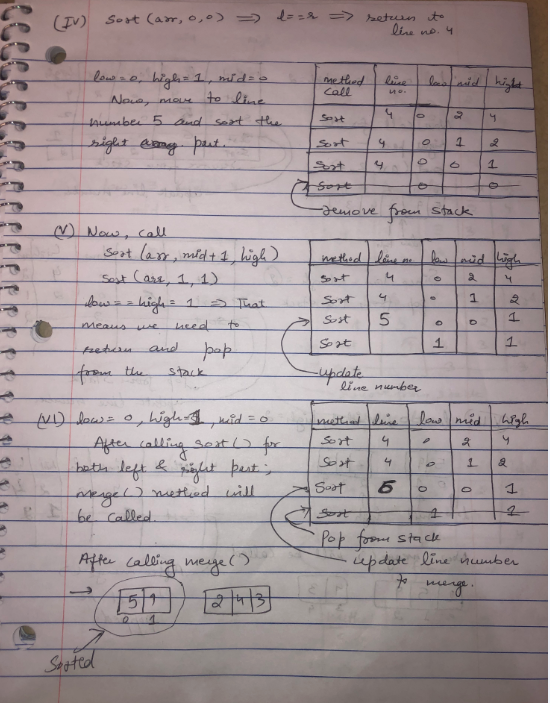 (IV) Sort (arr, 0, 0) ⇒ l==r ⇒ return to
line no. 4
low=0, high=1, mid=0
Now, move to line
number 5 and sort the
right part.
method call | line no. | low | mid | high
Sort | 4 | 0 | 2 | 4
Sort | 4 | 0 | 1 | 2
Sort | 4 | 0 | 0 | 1
Sort | | 0 | | 0
remove from stack
(V) Now, call
Sort (arr, mid+1, high)
Sort (arr, 1, 1)
low==high=1 ⇒ That
means we need to
return and pop
from the stack
method | line no | low | mid | high
Sort | 4 | 0 | 2 | 4
Sort | 4 | 0 | 1 | 2
Sort | 5 | 0 | 0 | 1
Sort | | 1 | | 1
update
line number
(VI) low=0, high=1, mid=0
After calling sort() for
both left & right part,
merge() method will
be called.
method | line | low | mid | high
Sort | 4 | 0 | 2 | 4
Sort | 4 | 0 | 1 | 2
Sort | 6 | 0 | 0 | 1
Sort | | 1 | | 1
Pop from stack
update line number
to merge.
After calling merge()
→ 5 9 2 4 3
0 1
Sorted